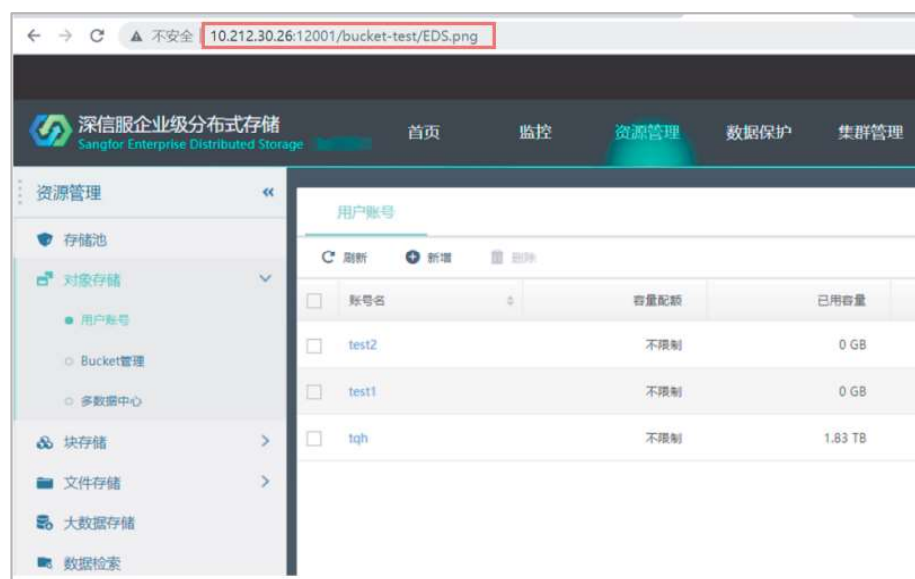 不安全 10.212.30.26:12001/bucket-test/EDS.png
深信服企业级分布式存储
Sangfor Enterprise Distributed Storage
首页 监控 资源管理 数据保护 集群管理
资源管理
存储池
对象存储
用户账号
Bucket管理
多数据中心
块存储
文件存储
大数据存储
数据检索
用户账号
刷新 新增 删除
账号名 容量配额 已用容量
test2 不限制 0 GB
test1 不限制 0 GB
tqh 不限制 1.83 TB